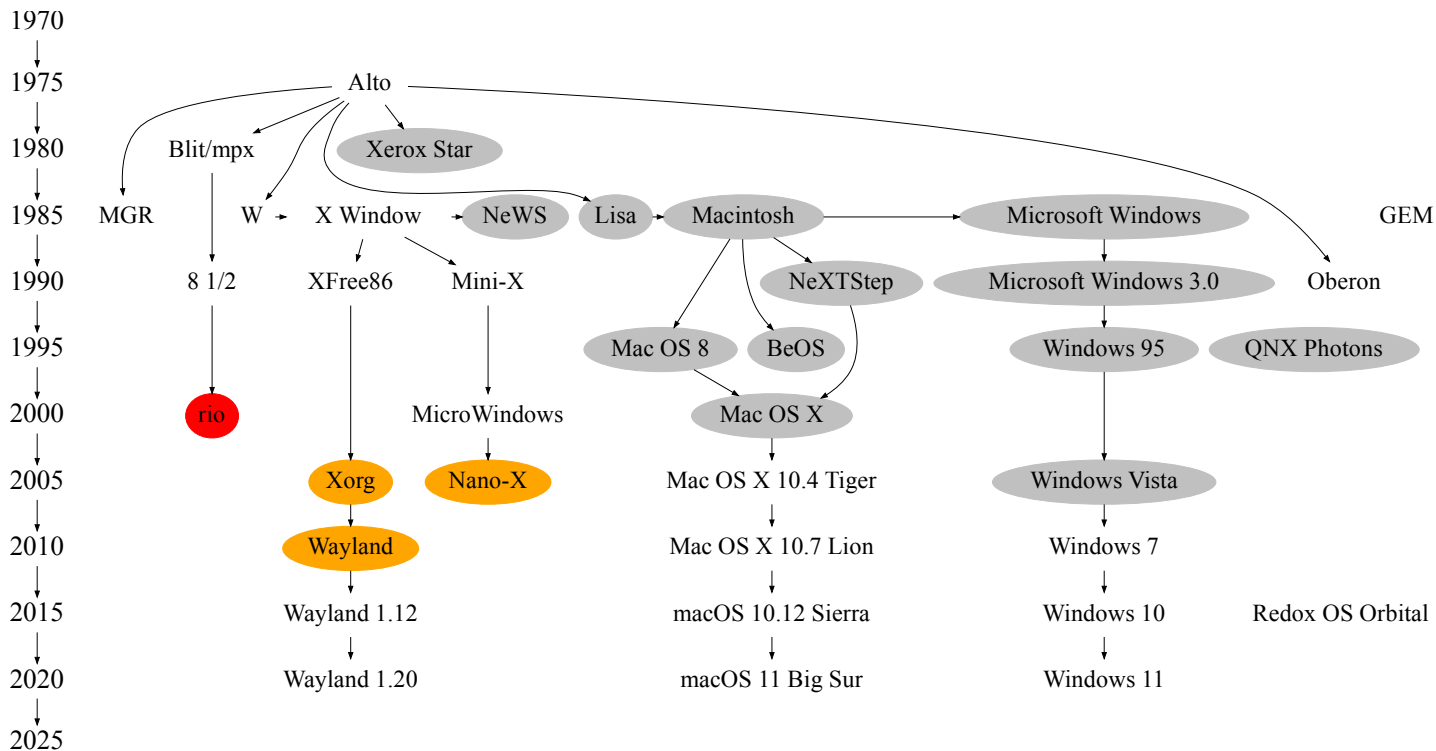 1970
1975 Alto
1980 Blit/mpx Xerox Star
1985 MGR W X Window NeWS Lisa Macintosh Microsoft Windows GEM
1990 8 1/2 XFree86 Mini-X NeXTStep Microsoft Windows 3.0 Oberon
1995 Mac OS 8 BeOS Windows 95 QNX Photons
2000 rio MicroWindows Mac OS X
2005 Xorg Nano-X Mac OS X 10.4 Tiger Windows Vista
2010 Wayland Mac OS X 10.7 Lion Windows 7
2015 Wayland 1.12 macOS 10.12 Sierra Windows 10 Redox OS Orbital
2020 Wayland 1.20 macOS 11 Big Sur Windows 11
2025